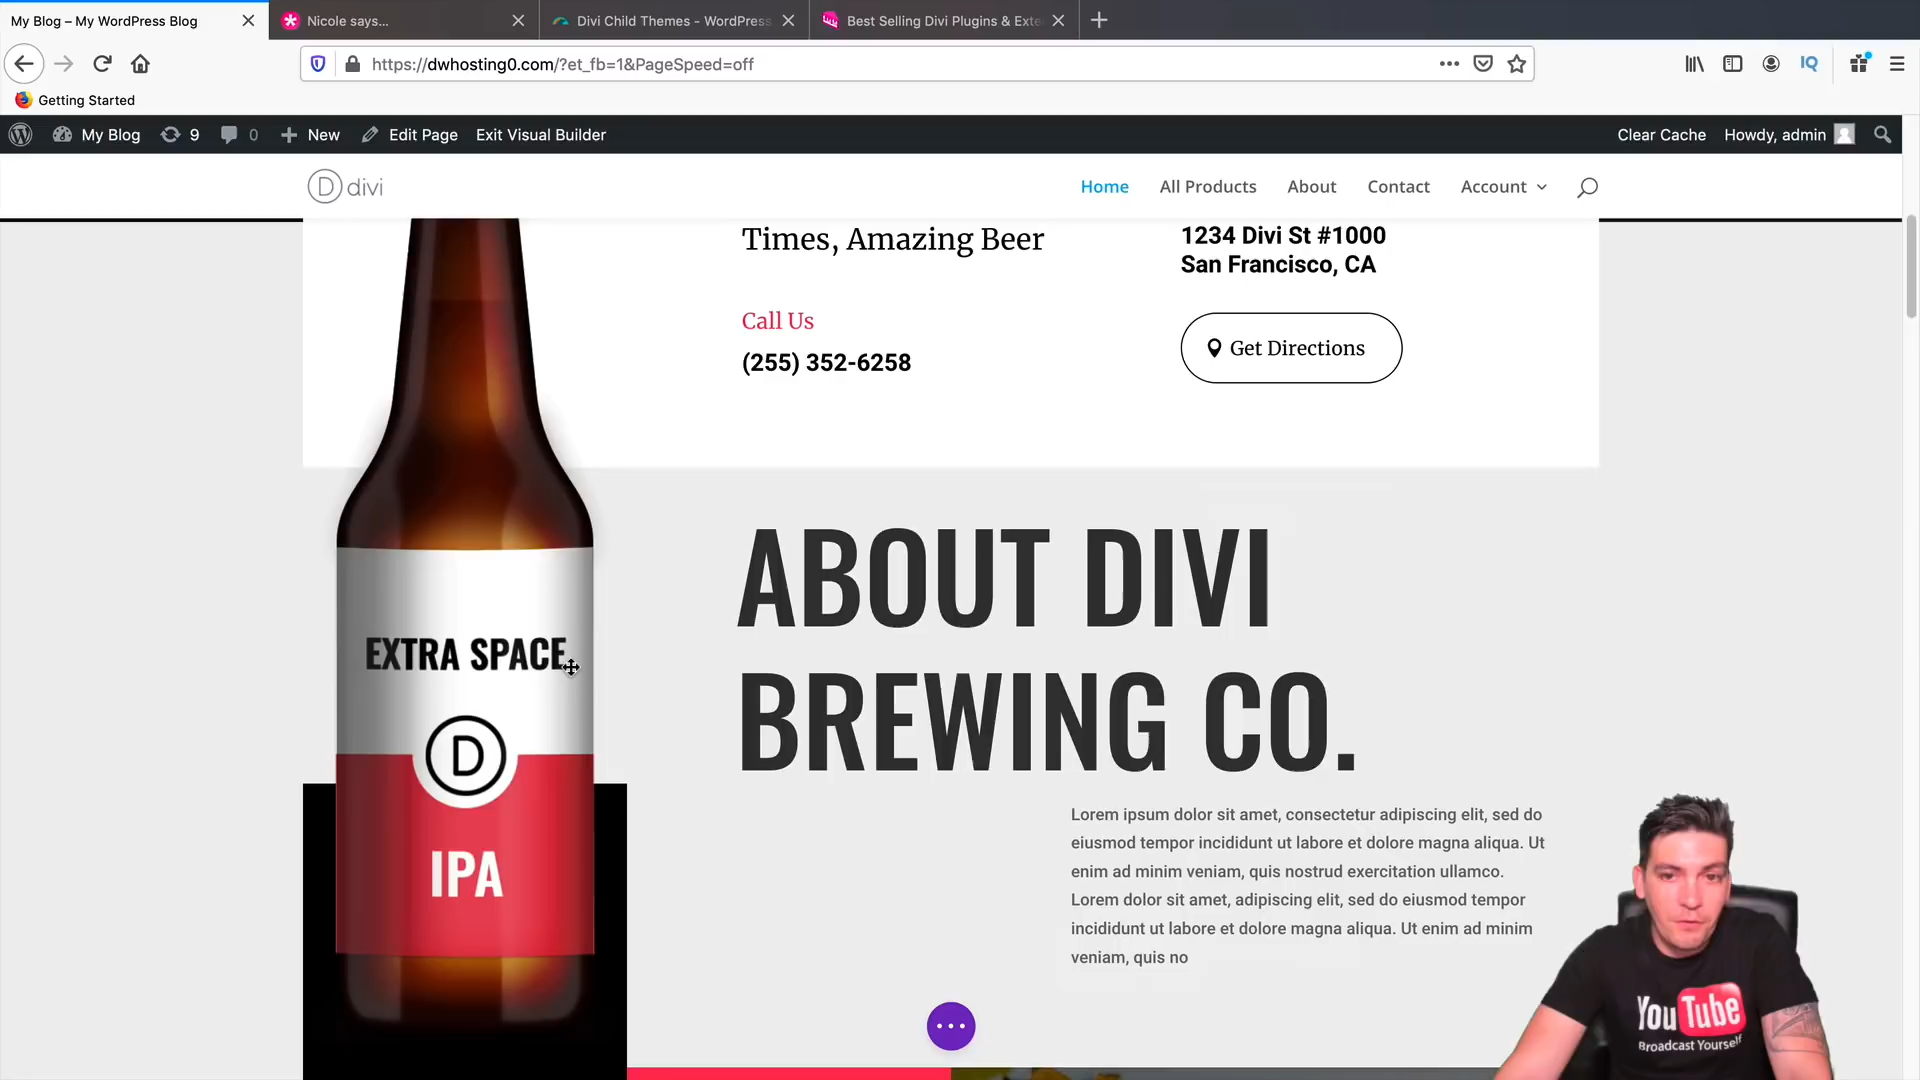 My Blog – My WordPress Blog
Nicole says...
Divi Child Themes - WordPress
Best Selling Divi Plugins & Exte
https://dwhosting0.com/?et_fb=1&PageSpeed=off
IQ
Getting Started
My Blog
9
0
New
Edit Page
Exit Visual Builder
Clear Cache
Howdy, admin
D divi
Home
All Products
About
Contact
Account
Times, Amazing Beer
1234 Divi St #1000
San Francisco, CA
Call Us
(255) 352-6258
Get Directions
ABOUT DIVI
BREWING CO.
EXTRA SPACE
D
IPA
Lorem ipsum dolor sit amet, consectetur adipiscing elit, sed do
eiusmod tempor incididunt ut labore et dolore magna aliqua. Ut
enim ad minim veniam, quis nostrud exercitation ullamco.
Lorem dolor sit amet, adipiscing elit, sed do eiusmod tempor
incididunt ut labore et dolore magna aliqua. Ut enim ad minim
veniam, quis no
YouTube
Broadcast Yourself